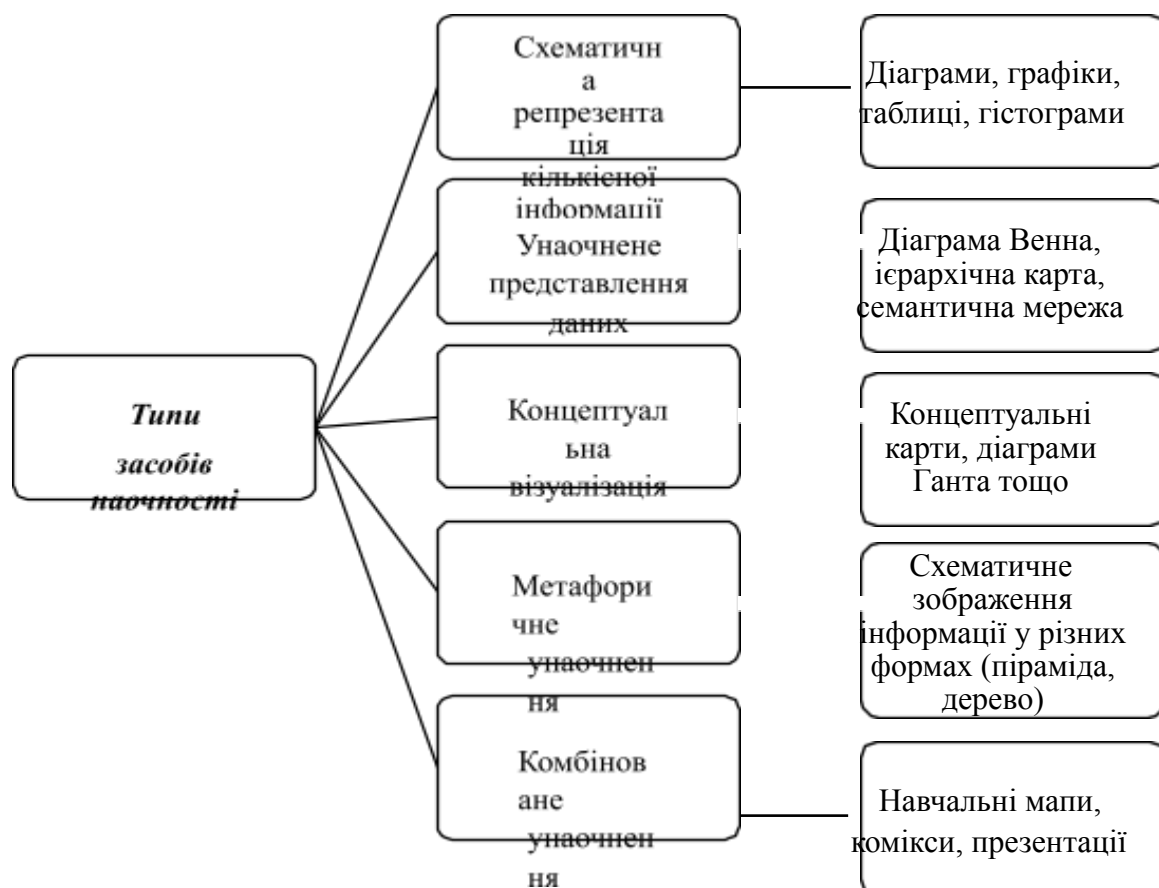 Типи
засобів
наочності
Схематичн
а
репрезента
ція
кількісної
інформації
Діаграми, графіки,
таблиці, гістограми
Унаочнене
представлення
даних
Діаграма Венна,
ієрархічна карта,
семантична мережа
Концептуал
ьна
візуалізація
Концептуальні
карти, діаграми
Ганта тощо
Метафори
чне
унаочнен
ня
Схематичне
зображення
інформації у різних
формах (піраміда,
дерево)
Комбінов
ане
унаочнен
ня
Навчальні мапи,
комікси, презентації